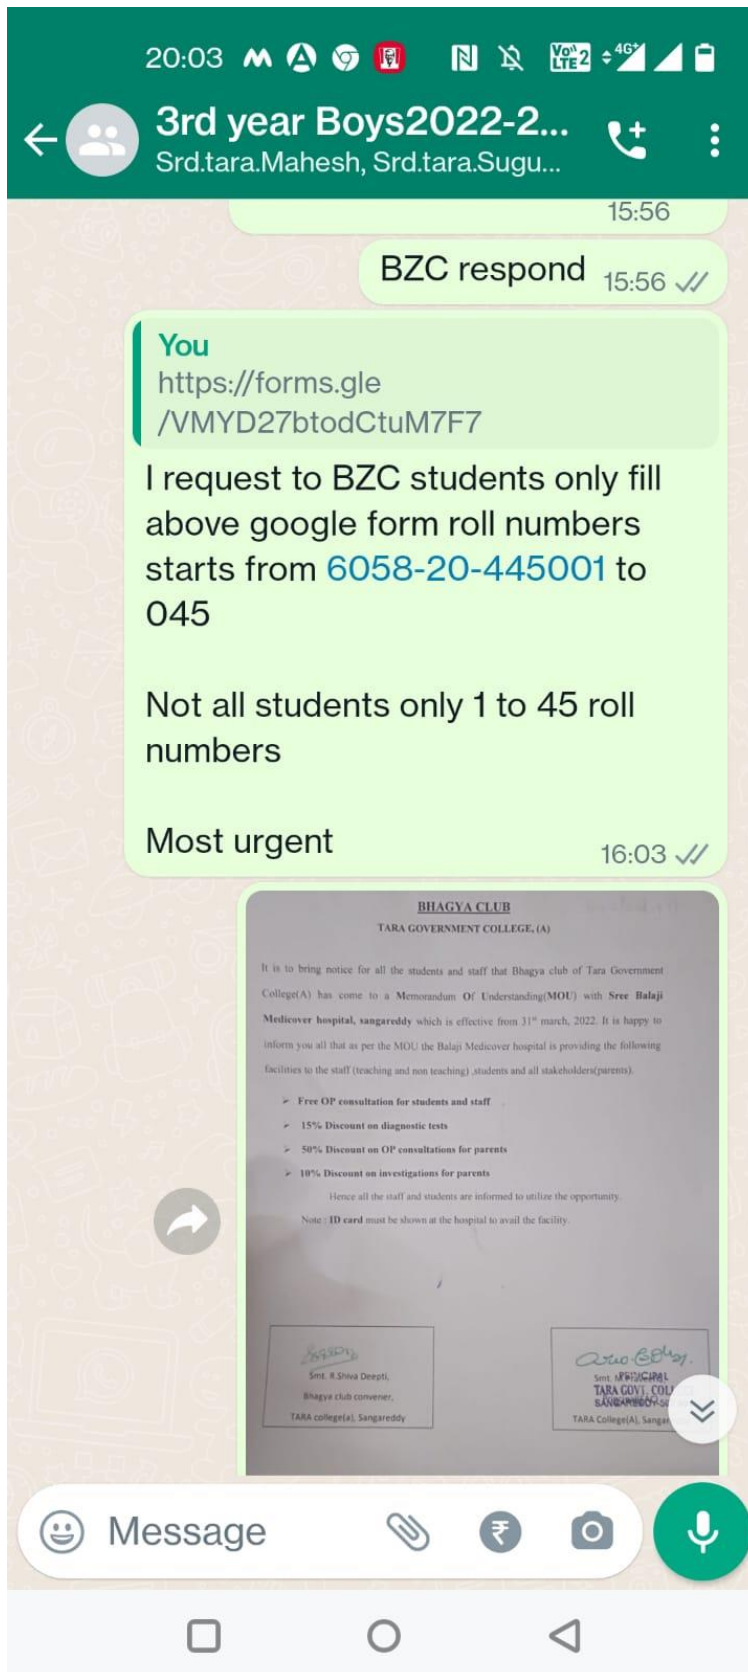 20:03
VoLTE2 4G+
3rd year Boys2022-2...
Srd.tara.Mahesh, Srd.tara.Sugu...
15:56
BZC respond 15:56
You
https://forms.gle
/VMYD27btodCtuM7F7
I request to BZC students only fill
above google form roll numbers
starts from 6058-20-445001 to
045
Not all students only 1 to 45 roll
numbers
Most urgent
16:03
BHAGYA CLUB
TARA GOVERNMENT COLLEGE, (A)
It is to bring notice for all the students and staff that Bhagya club of Tara Government
College(A) has come to a Memorandum Of Understanding(MOU) with Sree Balaji
Medicover hospital, sangareddy which is effective from 31st march, 2022. It is happy to
inform you all that as per the MOU the Balaji Medicover hospital is providing the following
facilities to the staff (teaching and non teaching) ,students and all stakeholders(parents).
➢ Free OP consultation for students and staff
➢ 15% Discount on diagnostic tests
➢ 50% Discount on OP consultations for parents
➢ 10% Discount on investigations for parents
Hence all the staff and students are informed to utilize the opportunity.
Note : ID card must be shown at the hospital to avail the facility.
Smt. R.Shiva Deepti,
Bhagya club convener,
TARA college(a), Sangareddy
Smt.
PRINCIPAL
TARA GOVT. COL
TARA College(A), Sangar
Message